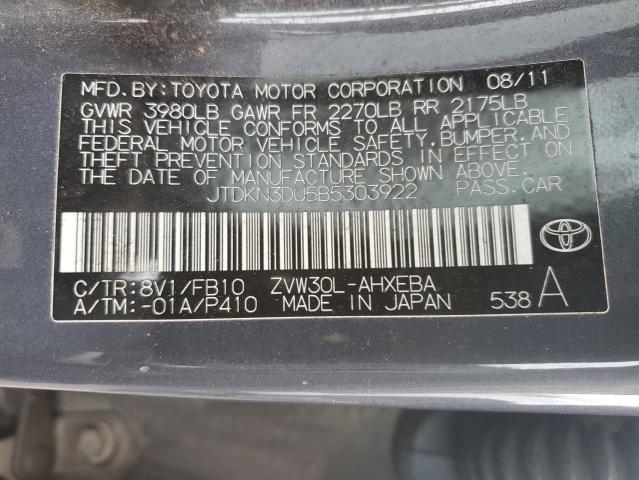 MFD. BY: TOYOTA MOTOR CORPORATION 08/11
GVWR 3980LB GAWR FR 2270LB RR 2175LB
THIS VEHICLE CONFORMS TO ALL APPLICABLE
FEDERAL MOTOR VEHICLE SAFETY, BUMPER, AND
THEFT PREVENTION STANDARDS IN EFFECT ON
THE DATE OF MANUFACTURE SHOWN ABOVE.
JTDKN3DU5B5303922 PASS. CAR
C/TR: 8V1/FB10 ZVW30L-AHXEBA
A/TM: -01A/P410 MADE IN JAPAN 538 A